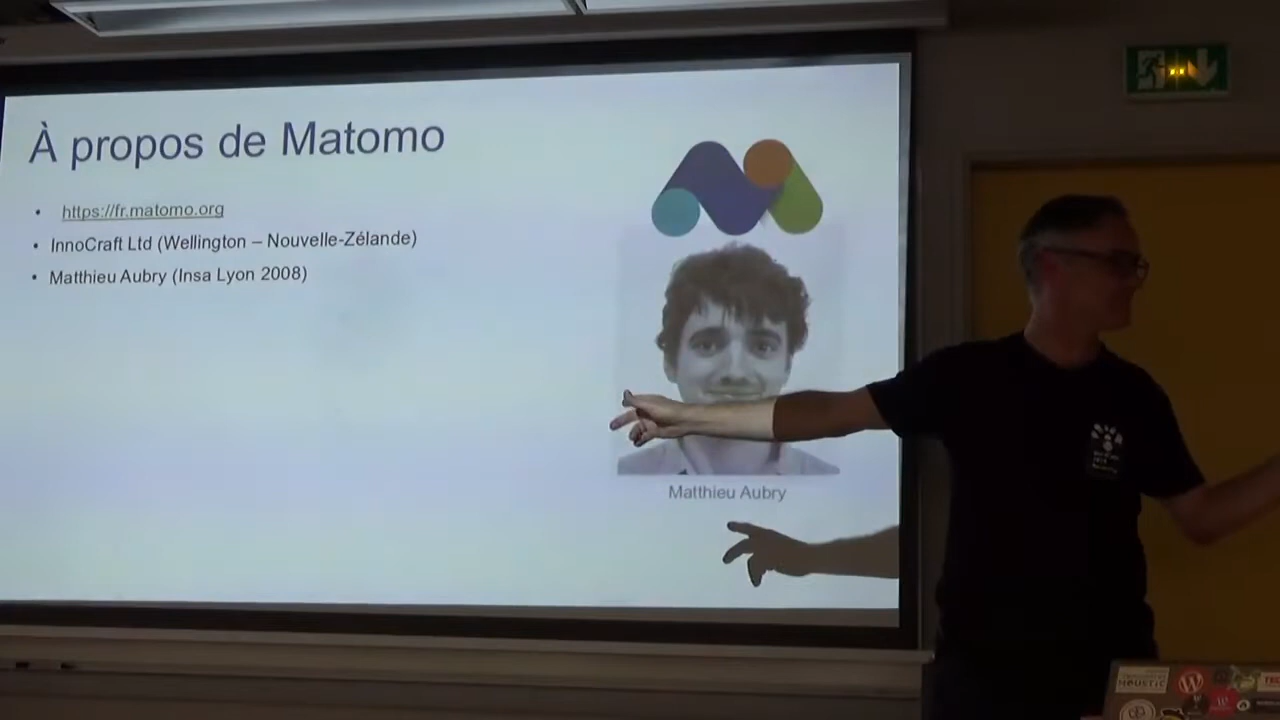 À propos de Matomo
https://fr.matomo.org
InnoCraft Ltd (Wellington – Nouvelle-Zélande)
Matthieu Aubry (Insa Lyon 2008)
Matthieu Aubry